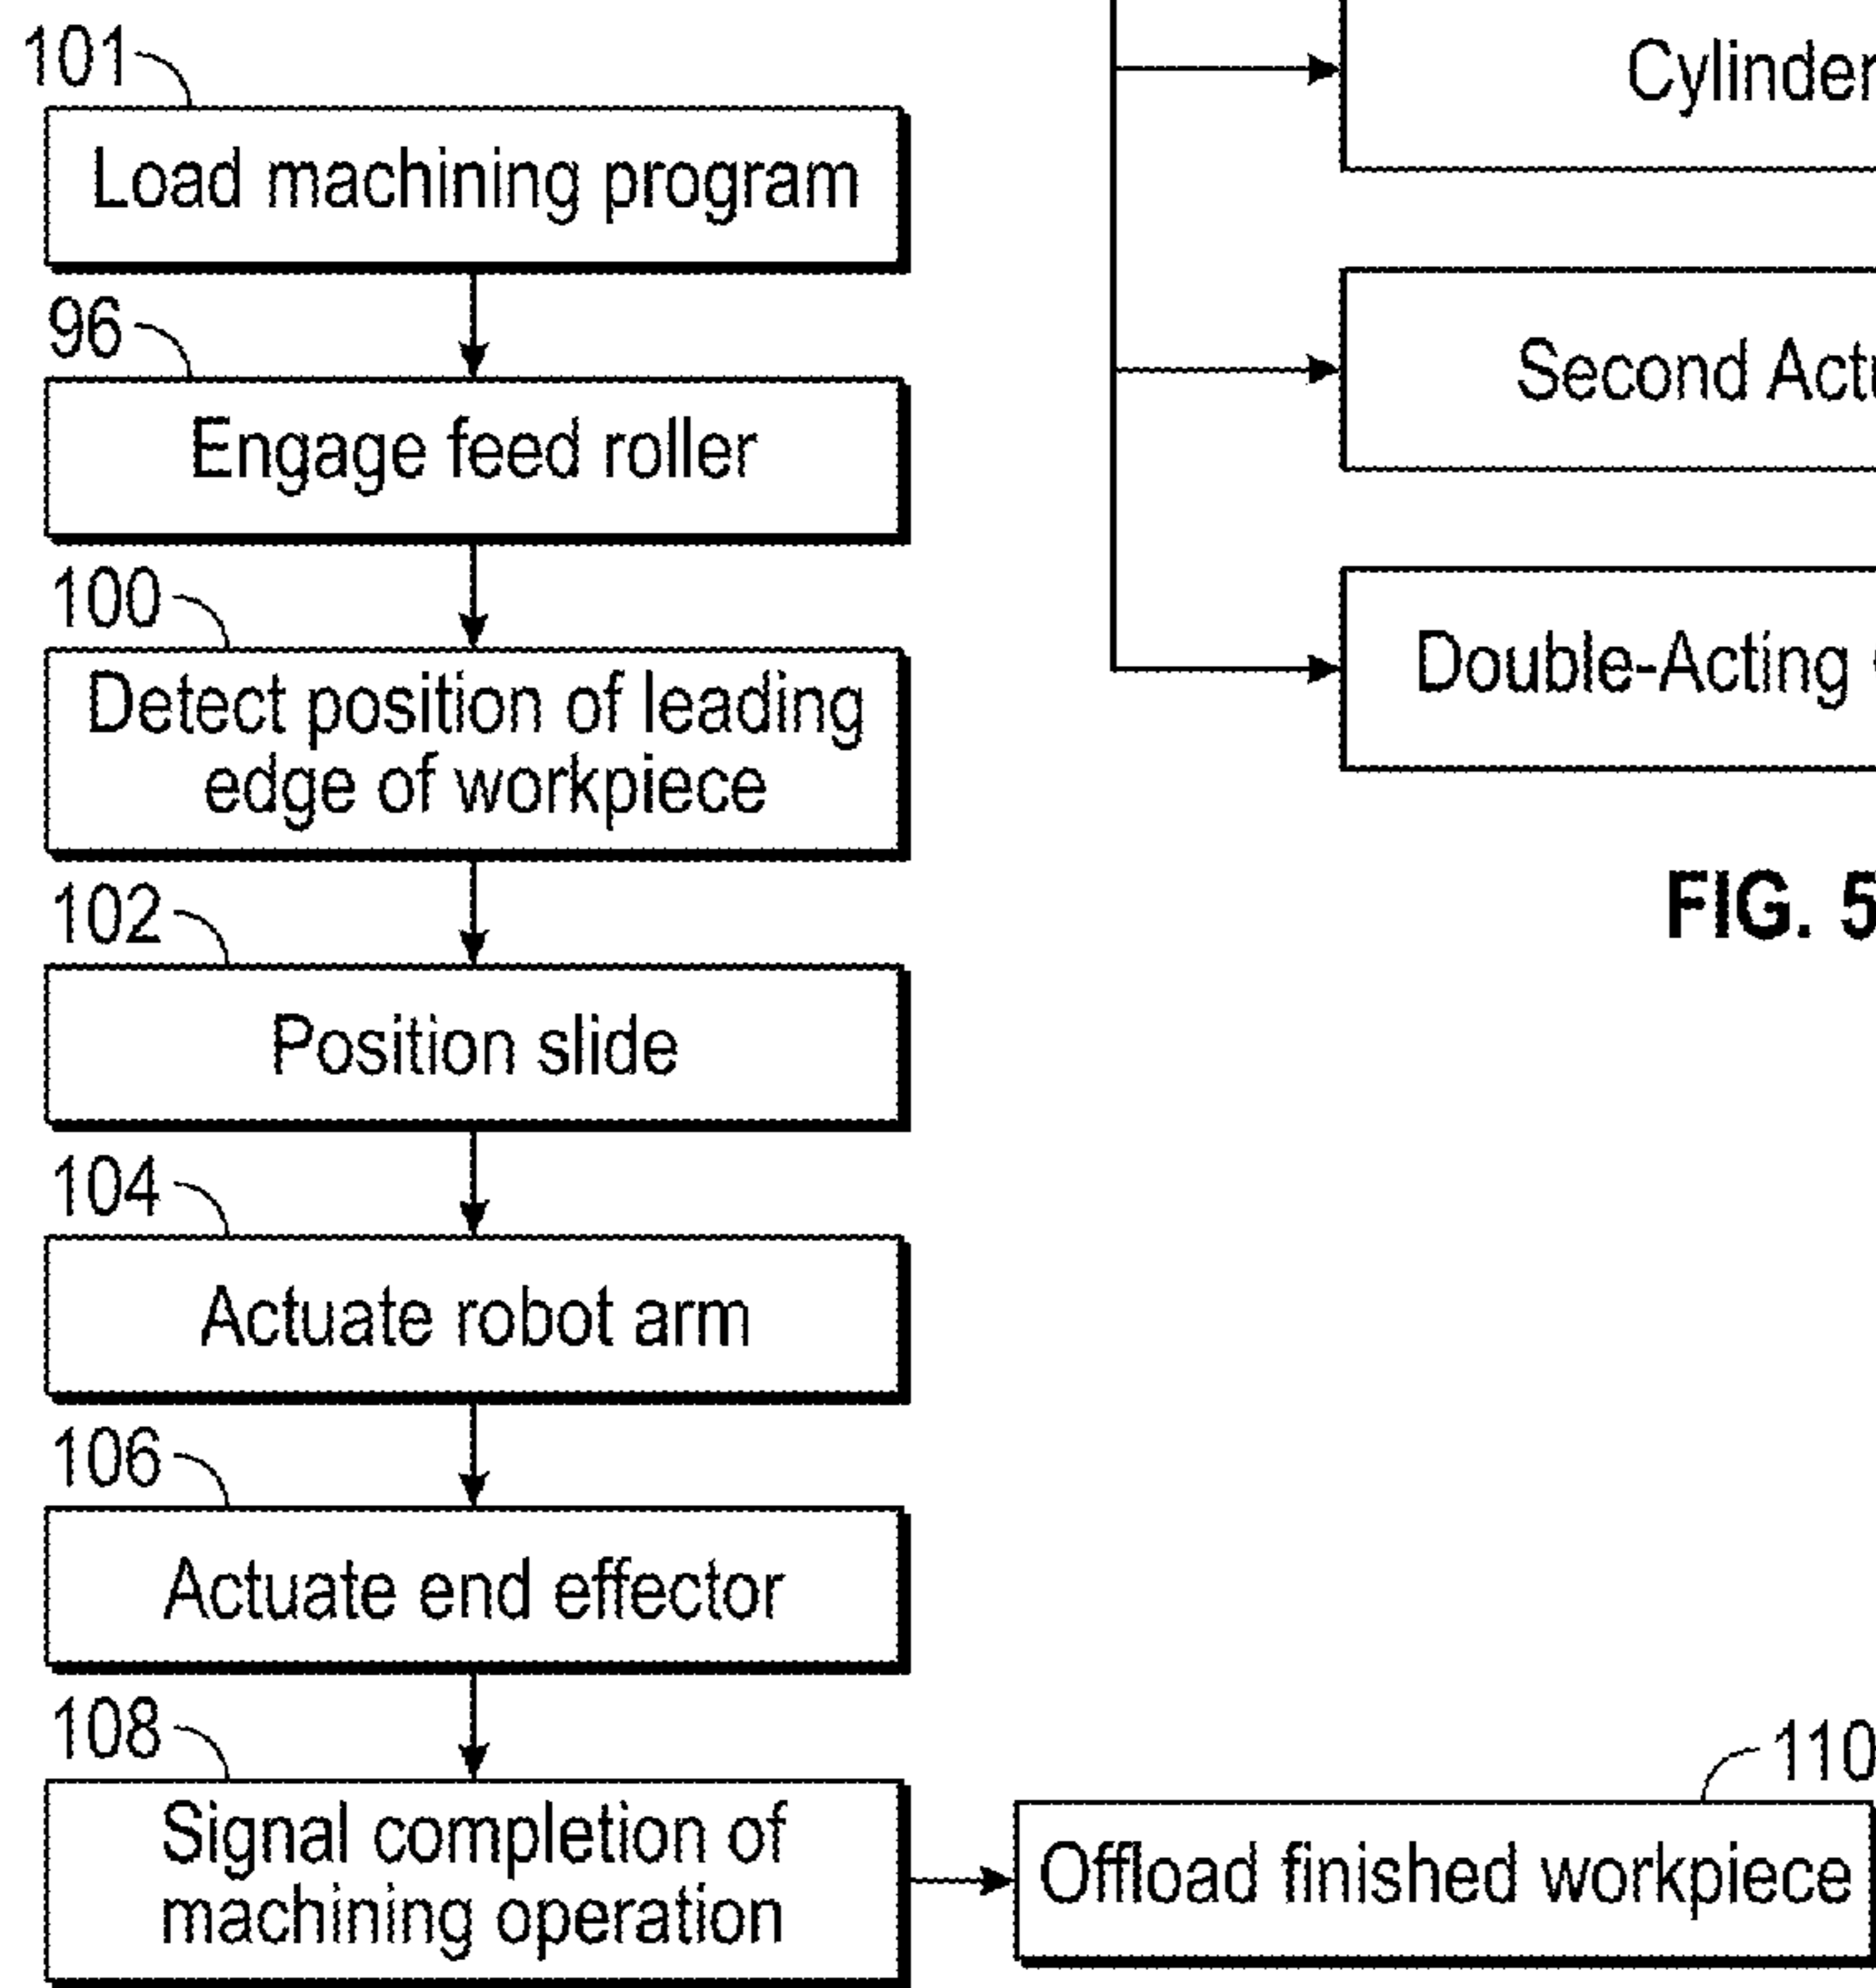 101
Load machining program
96
Engage feed roller
100
Detect position of leading
edge of workpiece
102
Position slide
104
Actuate robot arm
106
Actuate end effector
108
Signal completion of
machining operation
110
Offload finished workpiece
Cylinder
Second
Double-Acting
FIG. 5